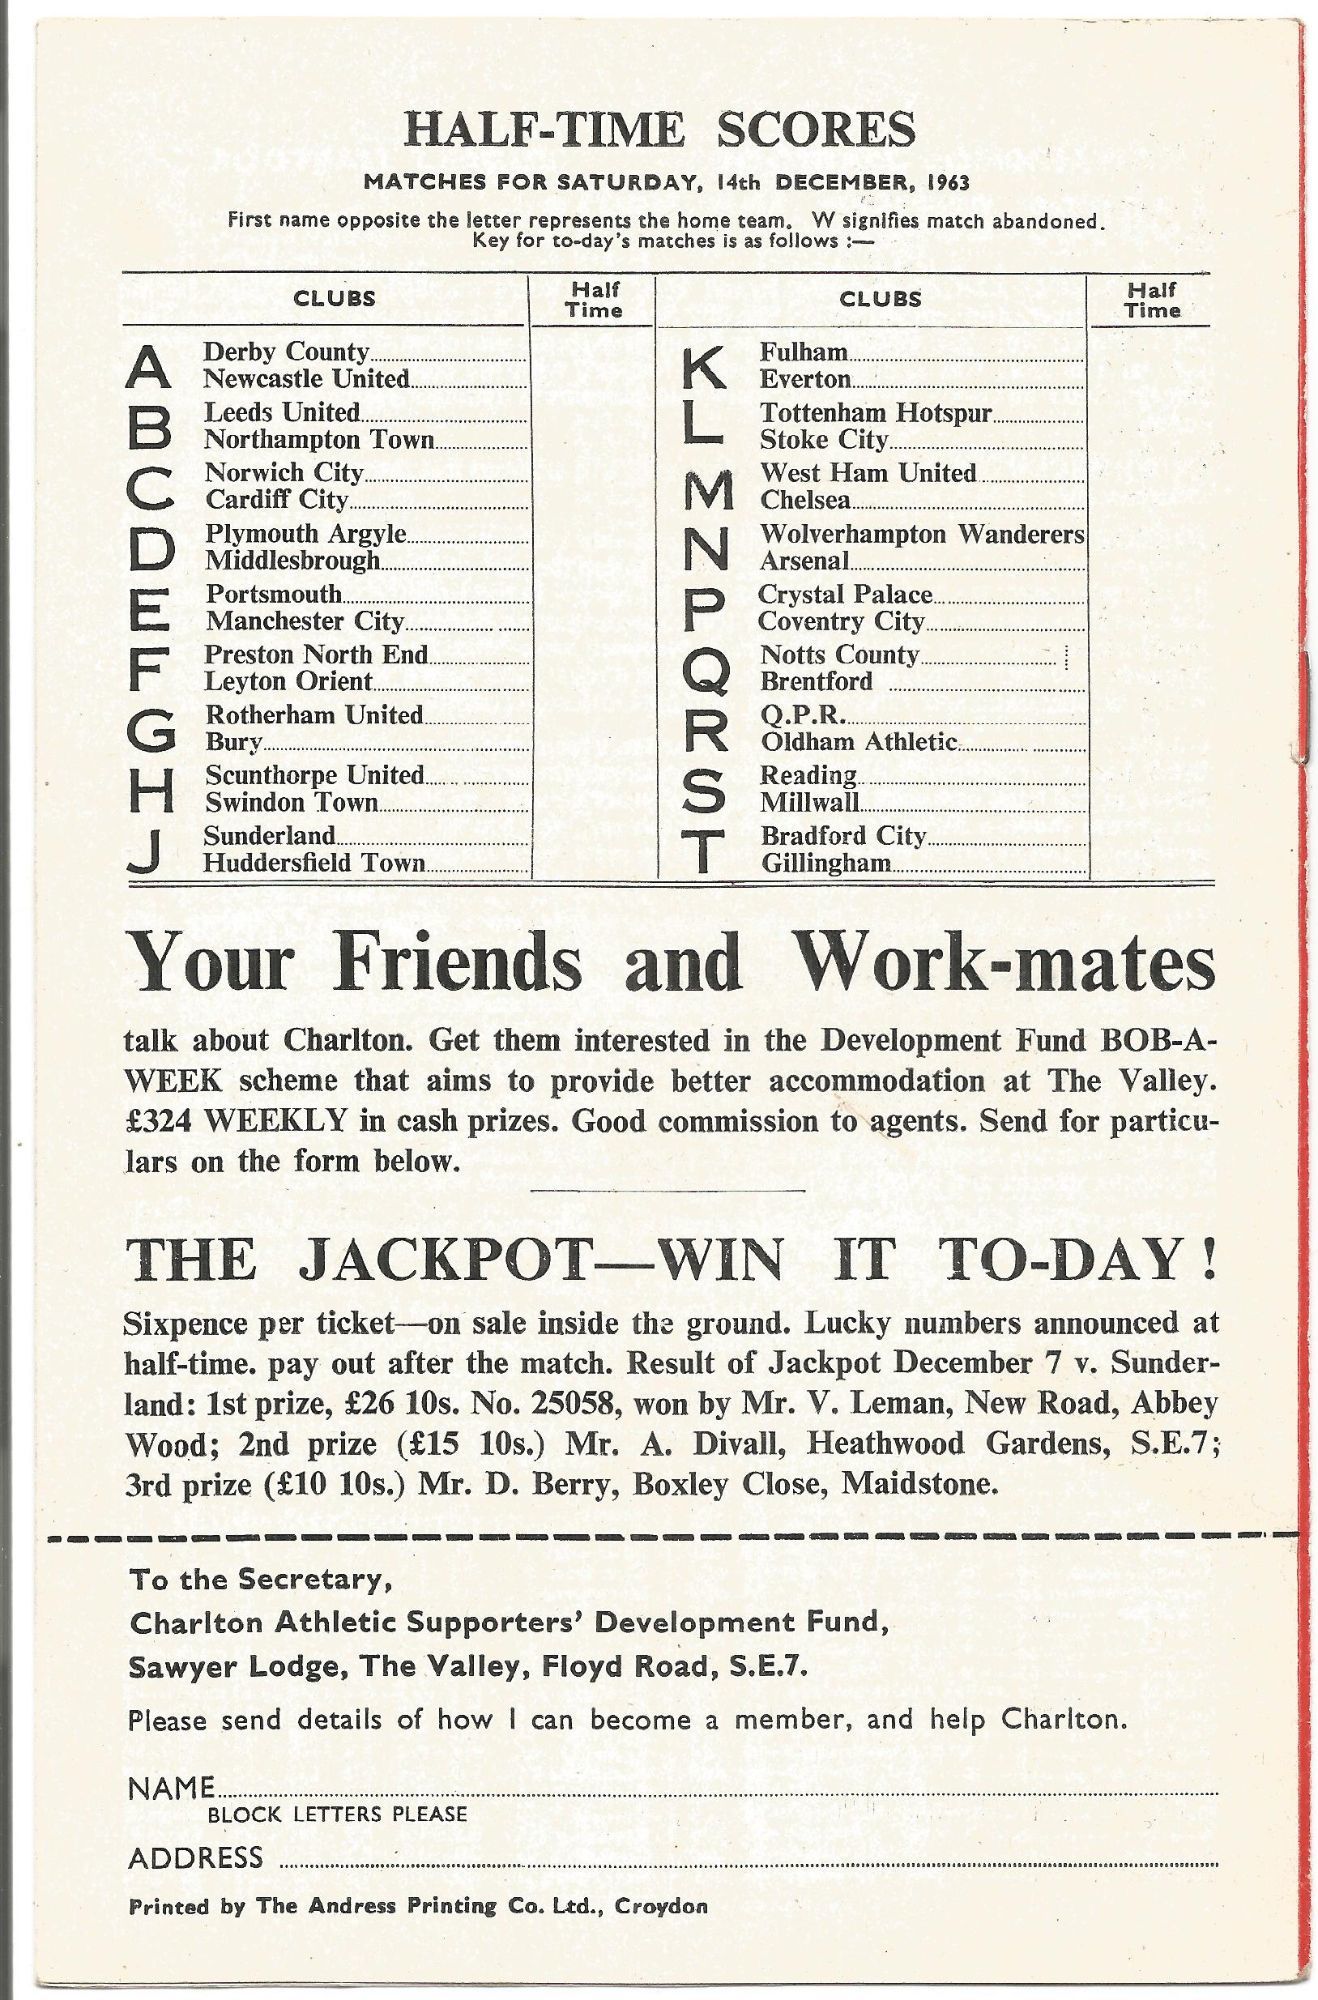 HALF-TIME SCORES
MATCHES FOR SATURDAY, 14th DECEMBER, 1963
First name opposite the letter represents the home team. W signifies match abandoned.
Key for to-day's matches is as follows :—
CLUBS Half Time CLUBS Half Time
A Derby County
Newcastle United
B Leeds United
Northampton Town
C Norwich City
Cardiff City
D Plymouth Argyle
Middlesbrough
E Portsmouth
Manchester City
F Preston North End
Leyton Orient
G Rotherham United
Bury
H Scunthorpe United
Swindon Town
J Sunderland
Huddersfield Town
K Fulham
Everton
L Tottenham Hotspur
Stoke City
M West Ham United
Chelsea
N Wolverhampton Wanderers
Arsenal
P Crystal Palace
Coventry City
Q Notts County
Brentford
R Q.P.R.
Oldham Athletic
S Reading
Millwall
T Bradford City
Gillingham
Your Friends and Work-mates
talk about Charlton. Get them interested in the Development Fund BOB-A-
WEEK scheme that aims to provide better accommodation at The Valley.
£324 WEEKLY in cash prizes. Good commission to agents. Send for particu-
lars on the form below.
THE JACKPOT—WIN IT TO-DAY !
Sixpence per ticket—on sale inside the ground. Lucky numbers announced at
half-time. pay out after the match. Result of Jackpot December 7 v. Sunder-
land: 1st prize, £26 10s. No. 25058, won by Mr. V. Leman, New Road, Abbey
Wood; 2nd prize (£15 10s.) Mr. A. Divall, Heathwood Gardens, S.E.7;
3rd prize (£10 10s.) Mr. D. Berry, Boxley Close, Maidstone.
To the Secretary,
Charlton Athletic Supporters' Development Fund,
Sawyer Lodge, The Valley, Floyd Road, S.E.7.
Please send details of how I can become a member, and help Charlton.
NAME
BLOCK LETTERS PLEASE
ADDRESS
Printed by The Andress Printing Co. Ltd., Croydon